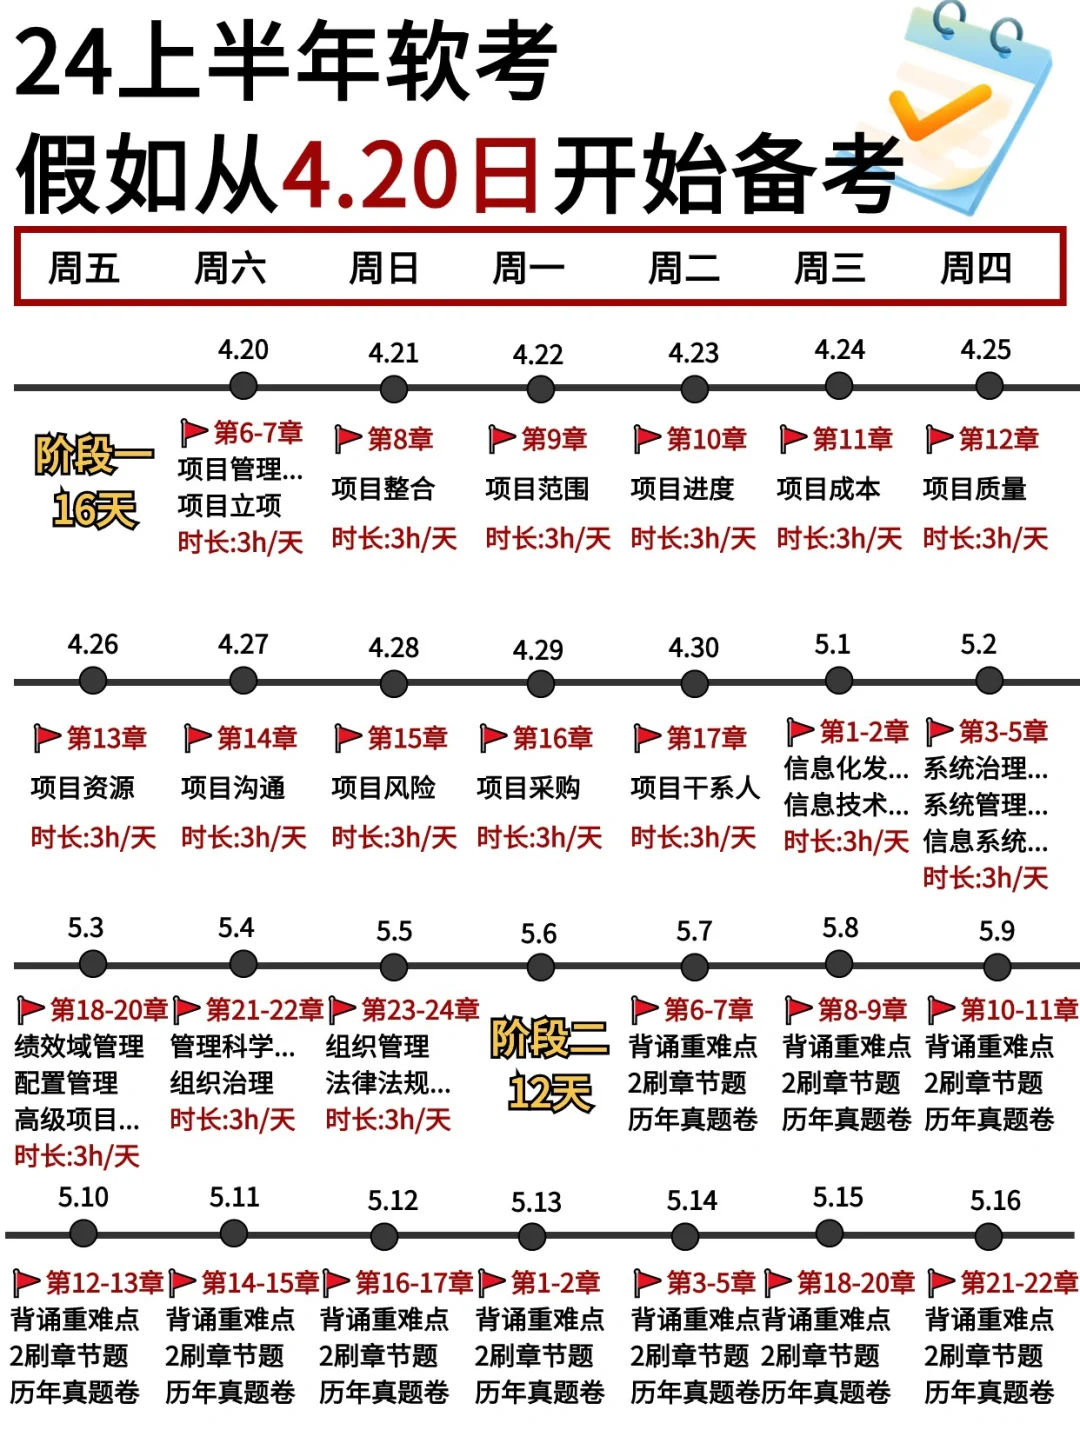 24上半年软考
假如从4.20日开始备考
周五 周六 周日 周一 周二 周三 周四
4.20 4.21 4.22 4.23 4.24 4.25
阶段一
16天
第6-7章
项目管理...
项目立项
时长:3h/天
第8章
项目整合
时长:3h/天
第9章
项目范围
时长:3h/天
第10章
项目进度
时长:3h/天
第11章
项目成本
时长:3h/天
第12章
项目质量
时长:3h/天
4.26 4.27 4.28 4.29 4.30 5.1 5.2
第13章
项目资源
时长:3h/天
第14章
项目沟通
时长:3h/天
第15章
项目风险
时长:3h/天
第16章
项目采购
时长:3h/天
第17章
项目干系人
时长:3h/天
第1-2章
信息化发...
信息技术...
时长:3h/天
第3-5章
系统治理...
系统管理...
信息系统...
时长:3h/天
5.3 5.4 5.5 5.6 5.7 5.8 5.9
第18-20章
绩效域管理
配置管理
高级项目...
时长:3h/天
第21-22章
管理科学...
组织治理
时长:3h/天
第23-24章
组织管理
法律法规...
时长:3h/天
阶段二
12天
第6-7章
背诵重难点
2刷章节题
历年真题卷
第8-9章
背诵重难点
2刷章节题
历年真题卷
第10-11章
背诵重难点
2刷章节题
历年真题卷
5.10 5.11 5.12 5.13 5.14 5.15 5.16
第12-13章
背诵重难点
2刷章节题
历年真题卷
第14-15章
背诵重难点
2刷章节题
历年真题卷
第16-17章
背诵重难点
2刷章节题
历年真题卷
第1-2章
背诵重难点
2刷章节题
历年真题卷
第3-5章
背诵重难点
2刷章节题
历年真题卷
第18-20章
背诵重难点
2刷章节题
历年真题卷
第21-22章
背诵重难点
2刷章节题
历年真题卷